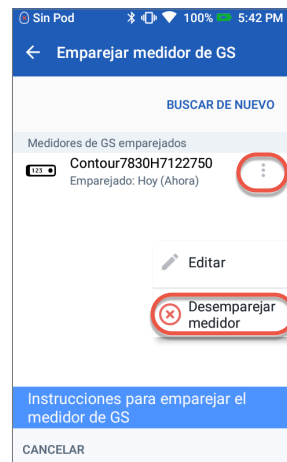 Sin Pod 100% 5:42 PM
Emparejar medidor de GS
BUSCAR DE NUEVO
Medidores de GS emparejados
123
Contour7830H7122750
Emparejado: Hoy (Ahora)
Editar
Desemparejar
medidor
Instrucciones para emparejar el
medidor de GS
CANCELAR